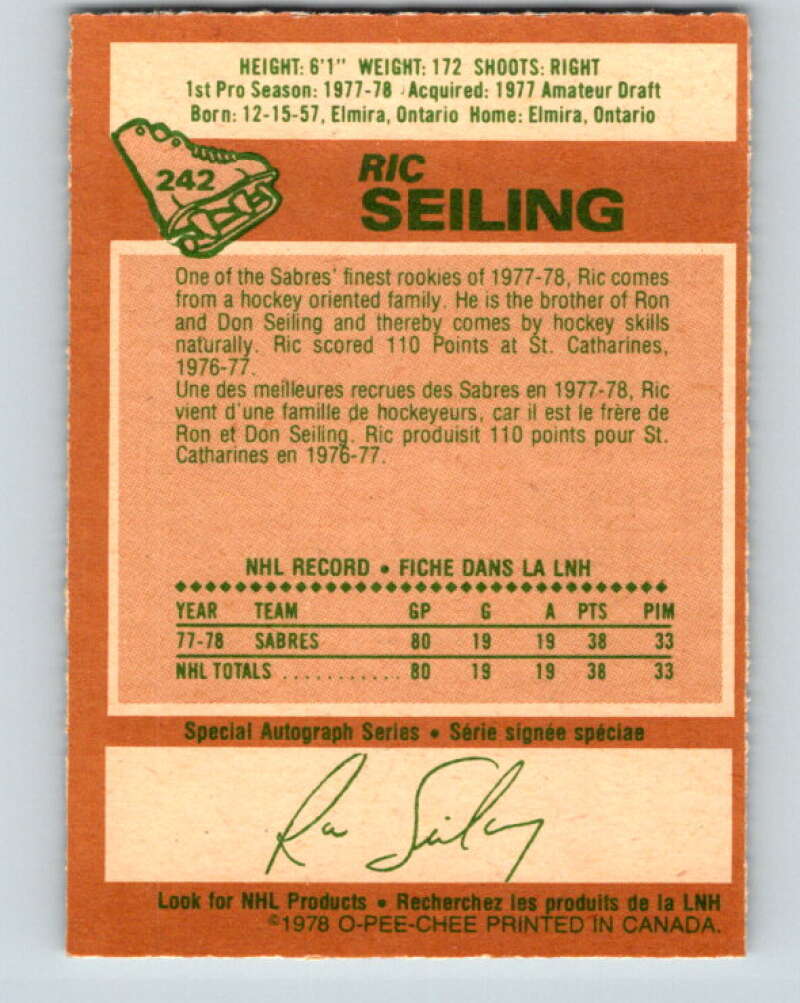 HEIGHT: 6'1" WEIGHT: 172 SHOOTS: RIGHT
1st Pro Season: 1977-78 Acquired: 1977 Amateur Draft
Born: 12-15-57, Elmira, Ontario Home: Elmira, Ontario
242
RIC
SEILING
One of the Sabres' finest rookies of 1977-78, Ric comes
from a hockey oriented family. He is the brother of Ron
and Don Seiling and thereby comes by hockey skills
naturally. Ric scored 110 Points at St. Catharines,
1976-77.
Une des meilleures recrues des Sabres en 1977-78, Ric
vient d'une famille de hockeyeurs, car il est le frère de
Ron et Don Seiling. Ric produisit 110 points pour St.
Catharines en 1976-77.
NHL RECORD • FICHE DANS LA LNH
YEAR TEAM GP G A PTS PIM
77-78 SABRES 80 19 19 38 33
NHL TOTALS ............ 80 19 19 38 33
Special Autograph Series • Série signée spéciae
Ric Seiling
Look for NHL Products • Recherchez les produits de la LNH
©1978 O-PEE-CHEE PRINTED IN CANADA.